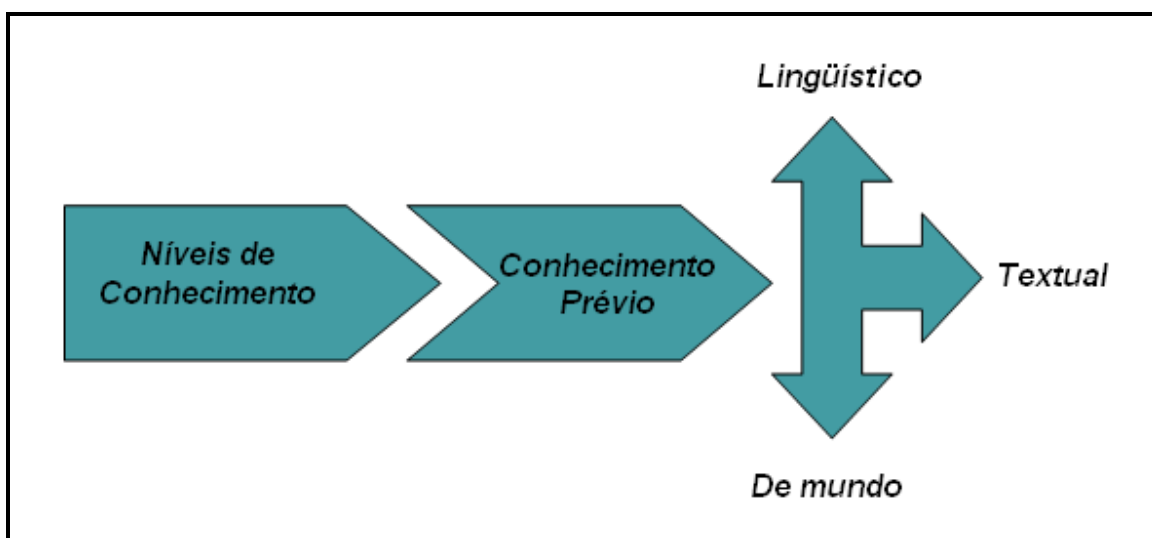 Lingüístico
Níveis de
Conhecimento
Conhecimento
Prévio
Textual
De mundo